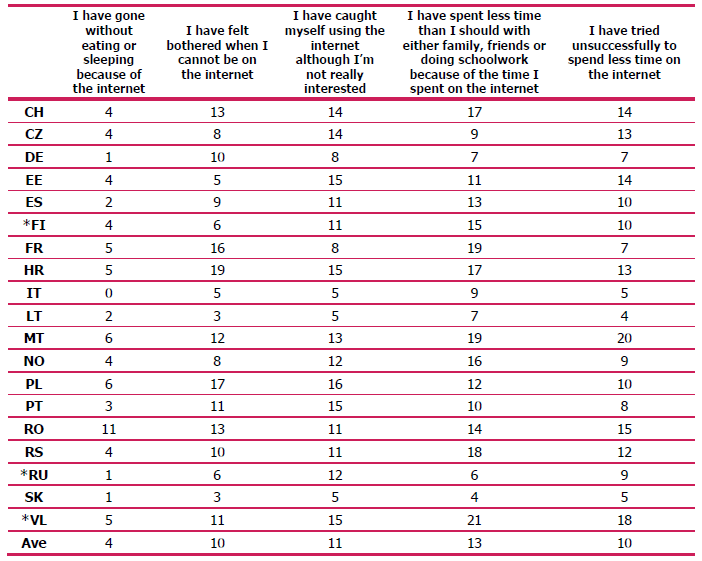 I have gone without eating or sleeping because of the internet | I have felt bothered when I cannot be on the internet | I have caught myself using the internet although I'm not really interested | I have spent less time than I should with either family, friends or doing schoolwork because of the time I spent on the internet | I have tried unsuccessfully to spend less time on the internet
CH 4 13 14 17 14
CZ 4 8 14 9 13
DE 1 10 8 7 7
EE 4 5 15 11 14
ES 2 9 11 13 10
*FI 4 6 11 15 10
FR 5 16 8 19 7
HR 5 19 15 17 13
IT 0 5 5 9 5
LT 2 3 5 7 4
MT 6 12 13 19 20
NO 4 8 12 16 9
PL 6 17 16 12 10
PT 3 11 15 10 8
RO 11 13 11 14 15
RS 4 10 11 18 12
*RU 1 6 12 6 9
SK 1 3 5 4 5
*VL 5 11 15 21 18
Ave 4 10 11 13 10